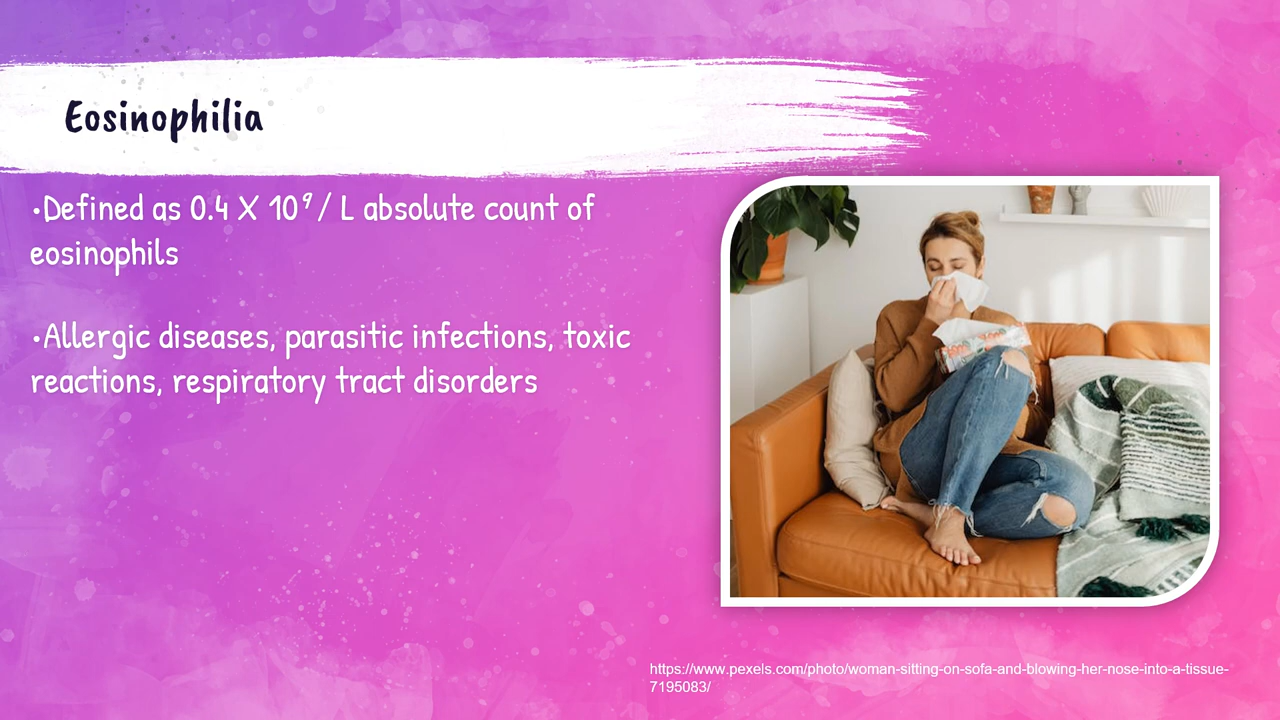 Eosinophilia
•Defined as 0.4 X 10⁹/ L absolute count of
eosinophils
•Allergic diseases, parasitic infections, toxic
reactions, respiratory tract disorders
https://www.pexels.com/photo/woman-sitting-on-sofa-and-blowing-her-nose-into-a-tissue-
7195083/